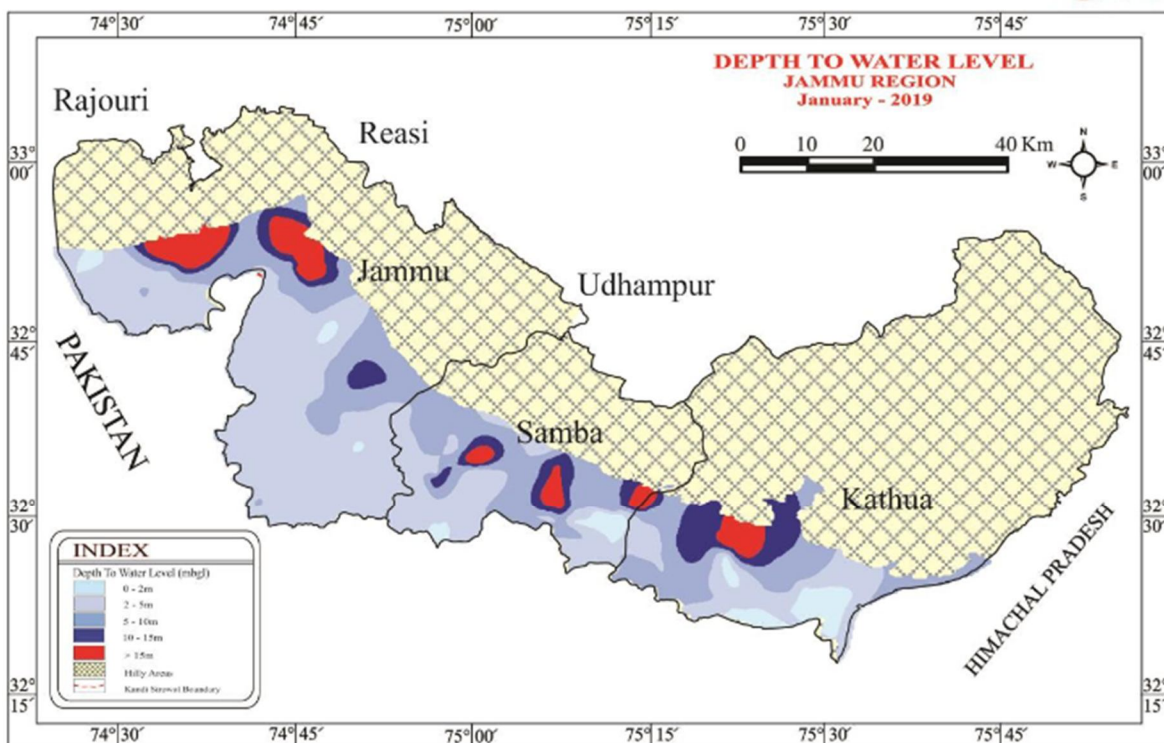 74°30′ 74°45′ 75°00′ 75°15′ 75°30′ 75°45′
DEPTH TO WATER LEVEL
JAMMU REGION
January - 2019
0 10 20 40 Km
N
W E
S
Rajouri
Reasi
33° 00′
33° 00′
Jammu
Udhampur
32° 45′
32° 45′
PAKISTAN
Samba
Kathua
32° 30′
32° 30′
HIMACHAL PRADESH
INDEX
Depth To Water Level (mbgl)
0 - 2m
2 - 5m
5 - 10m
10 - 15m
> 15m
Hilly Areas
Kandi Sirowol Boundary
32° 15′
32° 15′
74°30′ 74°45′ 75°00′ 75°15′ 75°30′ 75°45′